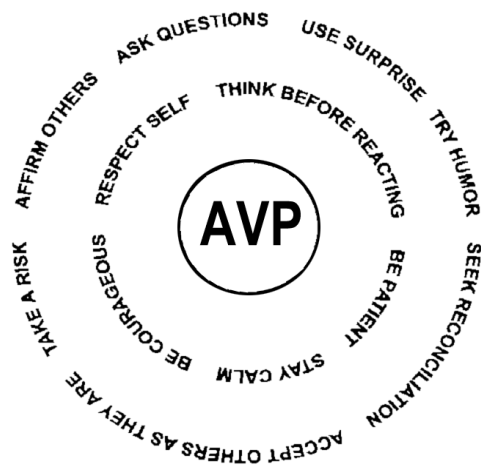 ASK QUESTIONS
USE SURPRISE
TRY HUMOR
SEEK RECONCILIATION
ACCEPT OTHERS AS THEY ARE
TAKE A RISK
AFFIRM OTHERS
THINK BEFORE REACTING
BE PATIENT
STAY CALM
BE COURAGEOUS
RESPECT SELF
AVP